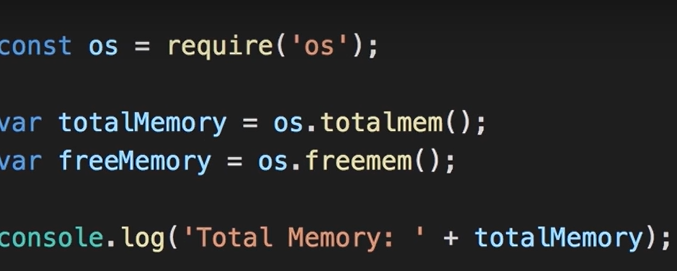 const os = require('os');
var totalMemory = os.totalmem();
var freeMemory = os.freemem();
console.log('Total Memory: ' + totalMemory);